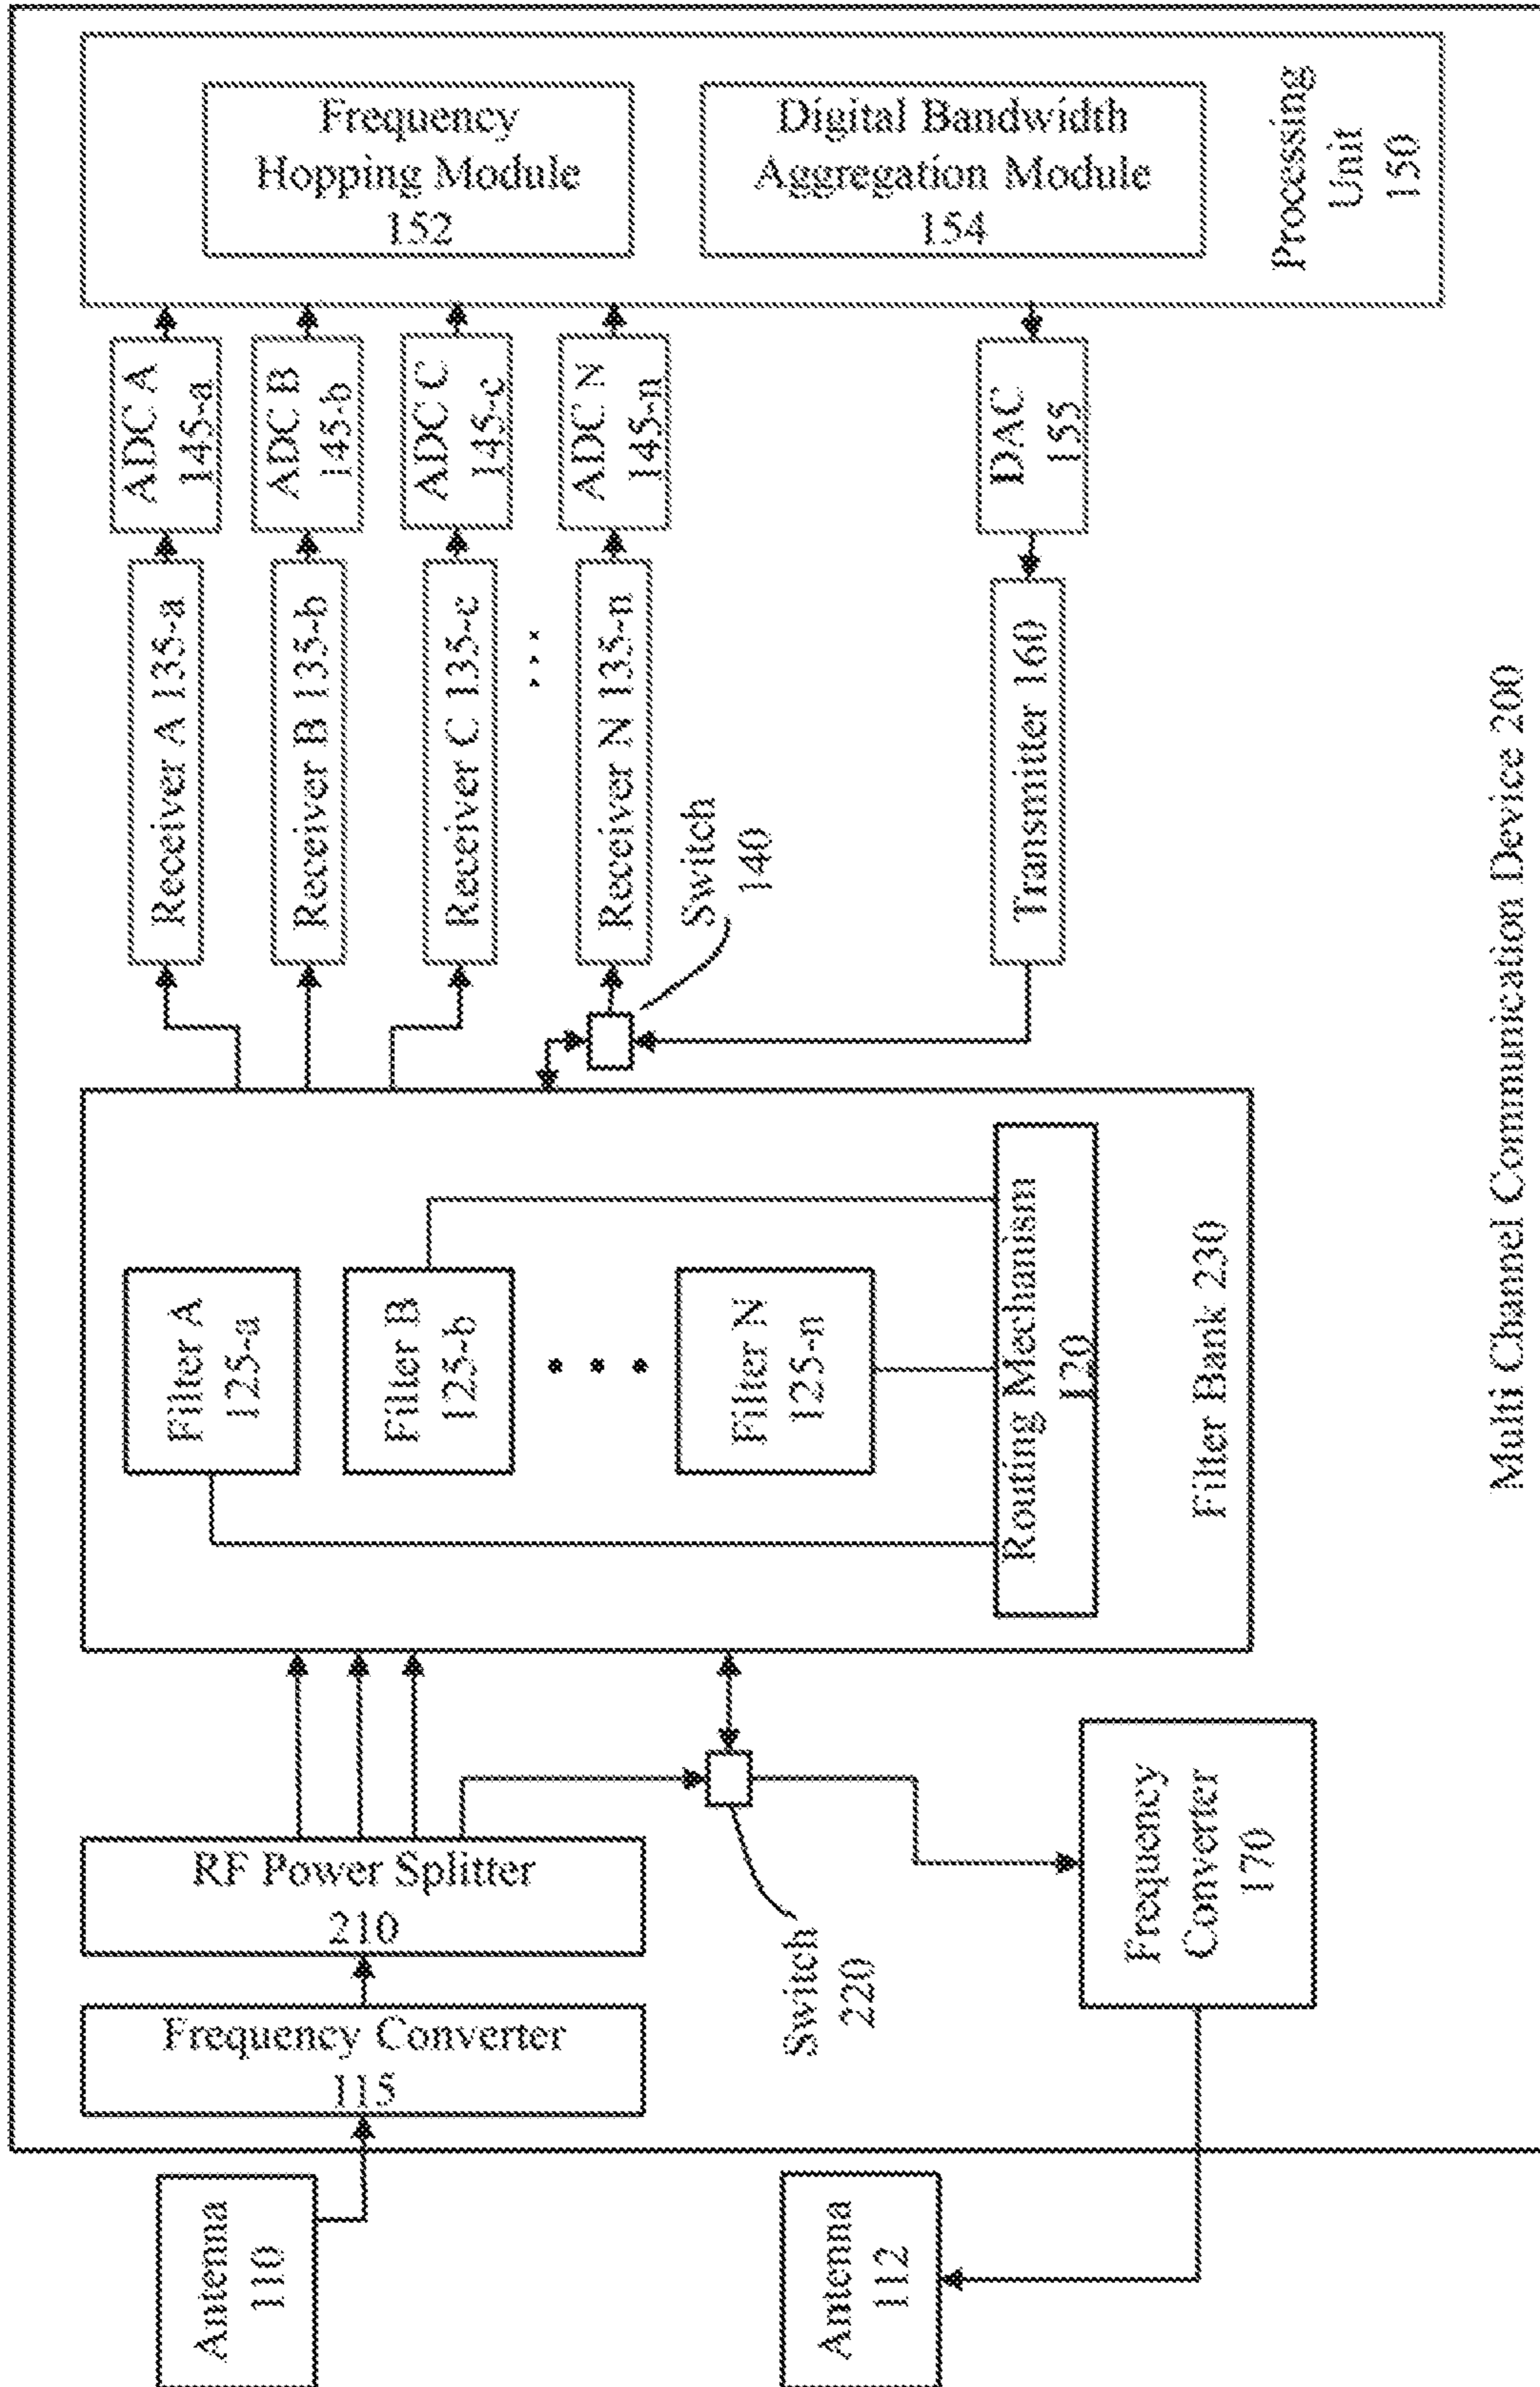 Antenna
110
Antenna
112
Frequency Converter
115
RF Power Splitter
210
Switch
220
Frequency
Converter
170
Filter A
125-a
Filter B
125-b
Filter N
125-n
Routing Mechanism
120
Filter Bank 230
Receiver A 135-a
Receiver B 135-b
Receiver C 135-c
Receiver N 135-n
Switch
140
Transmitter 160
ADC A
145-a
ADC B
145-b
ADC C
145-c
ADC N
145-n
DAC
155
Frequency
Hopping Module
152
Digital Bandwidth
Aggregation Module
154
Processing
Unit
150
Multi Channel Communication Device 200